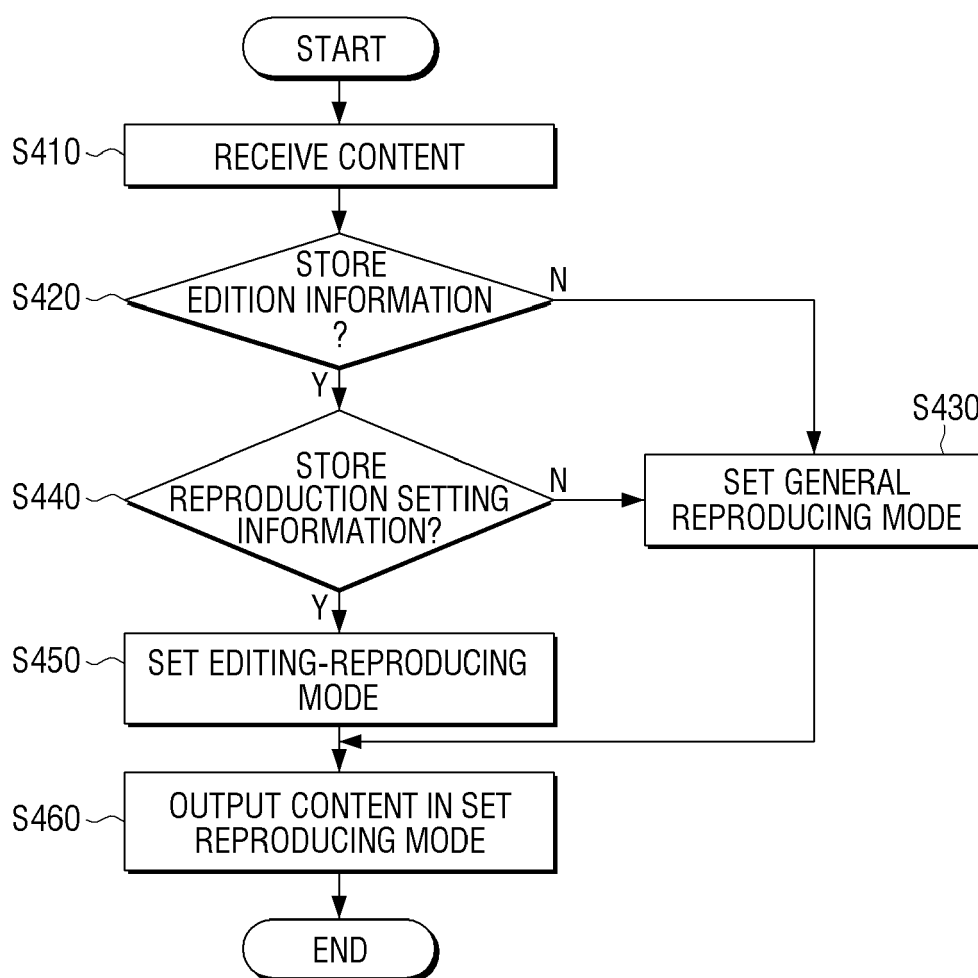 START
S410
RECEIVE CONTENT
S420
STORE
EDITION INFORMATION
?
N
Y
S430
SET GENERAL
REPRODUCING MODE
S440
STORE
REPRODUCTION SETTING
INFORMATION?
N
Y
S450
SET EDITING-REPRODUCING
MODE
S460
OUTPUT CONTENT IN SET
REPRODUCING MODE
END